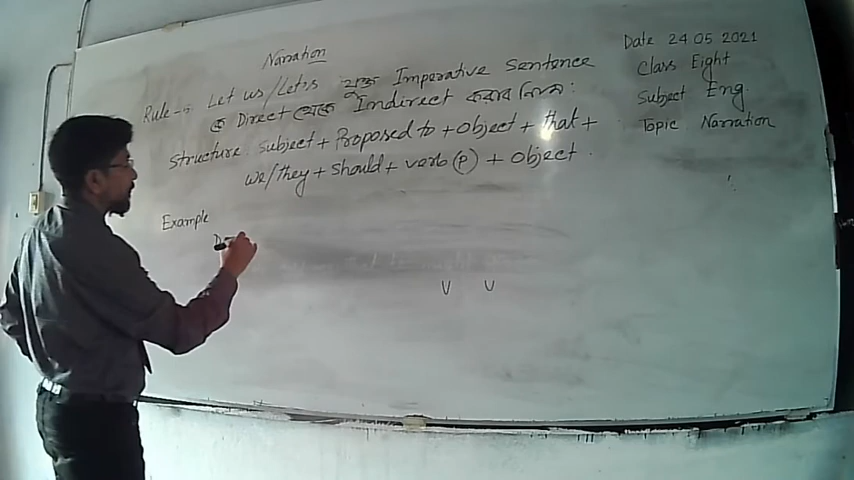 Narration
Rule-5 Let us/Let's যুক্ত Imperative Sentence
কে Direct থেকে Indirect করার নিয়ম:
Structure: Subject + Proposed to + object + that +
we/they + should + verb (P) + object.
Example
D
V V
Date 24 05 2021
Class Eight
Subject Eng.
Topic Narration